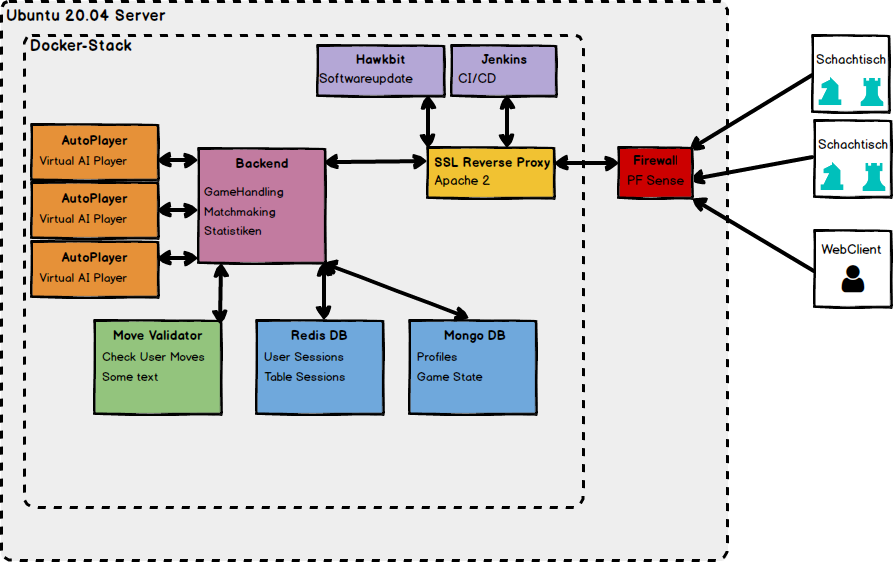 Ubuntu 20.04 Server
Docker-Stack
Hawkbit
Softwareupdate
Jenkins
CI/CD
Schachtisch
AutoPlayer
Virtual AI Player
AutoPlayer
Virtual AI Player
AutoPlayer
Virtual AI Player
Backend
GameHandling
Matchmaking
Statistiken
SSL Reverse Proxy
Apache 2
Firewall
PF Sense
Schachtisch
WebClient
Move Validator
Check User Moves
Some text
Redis DB
User Sessions
Table Sessions
Mongo DB
Profiles
Game State